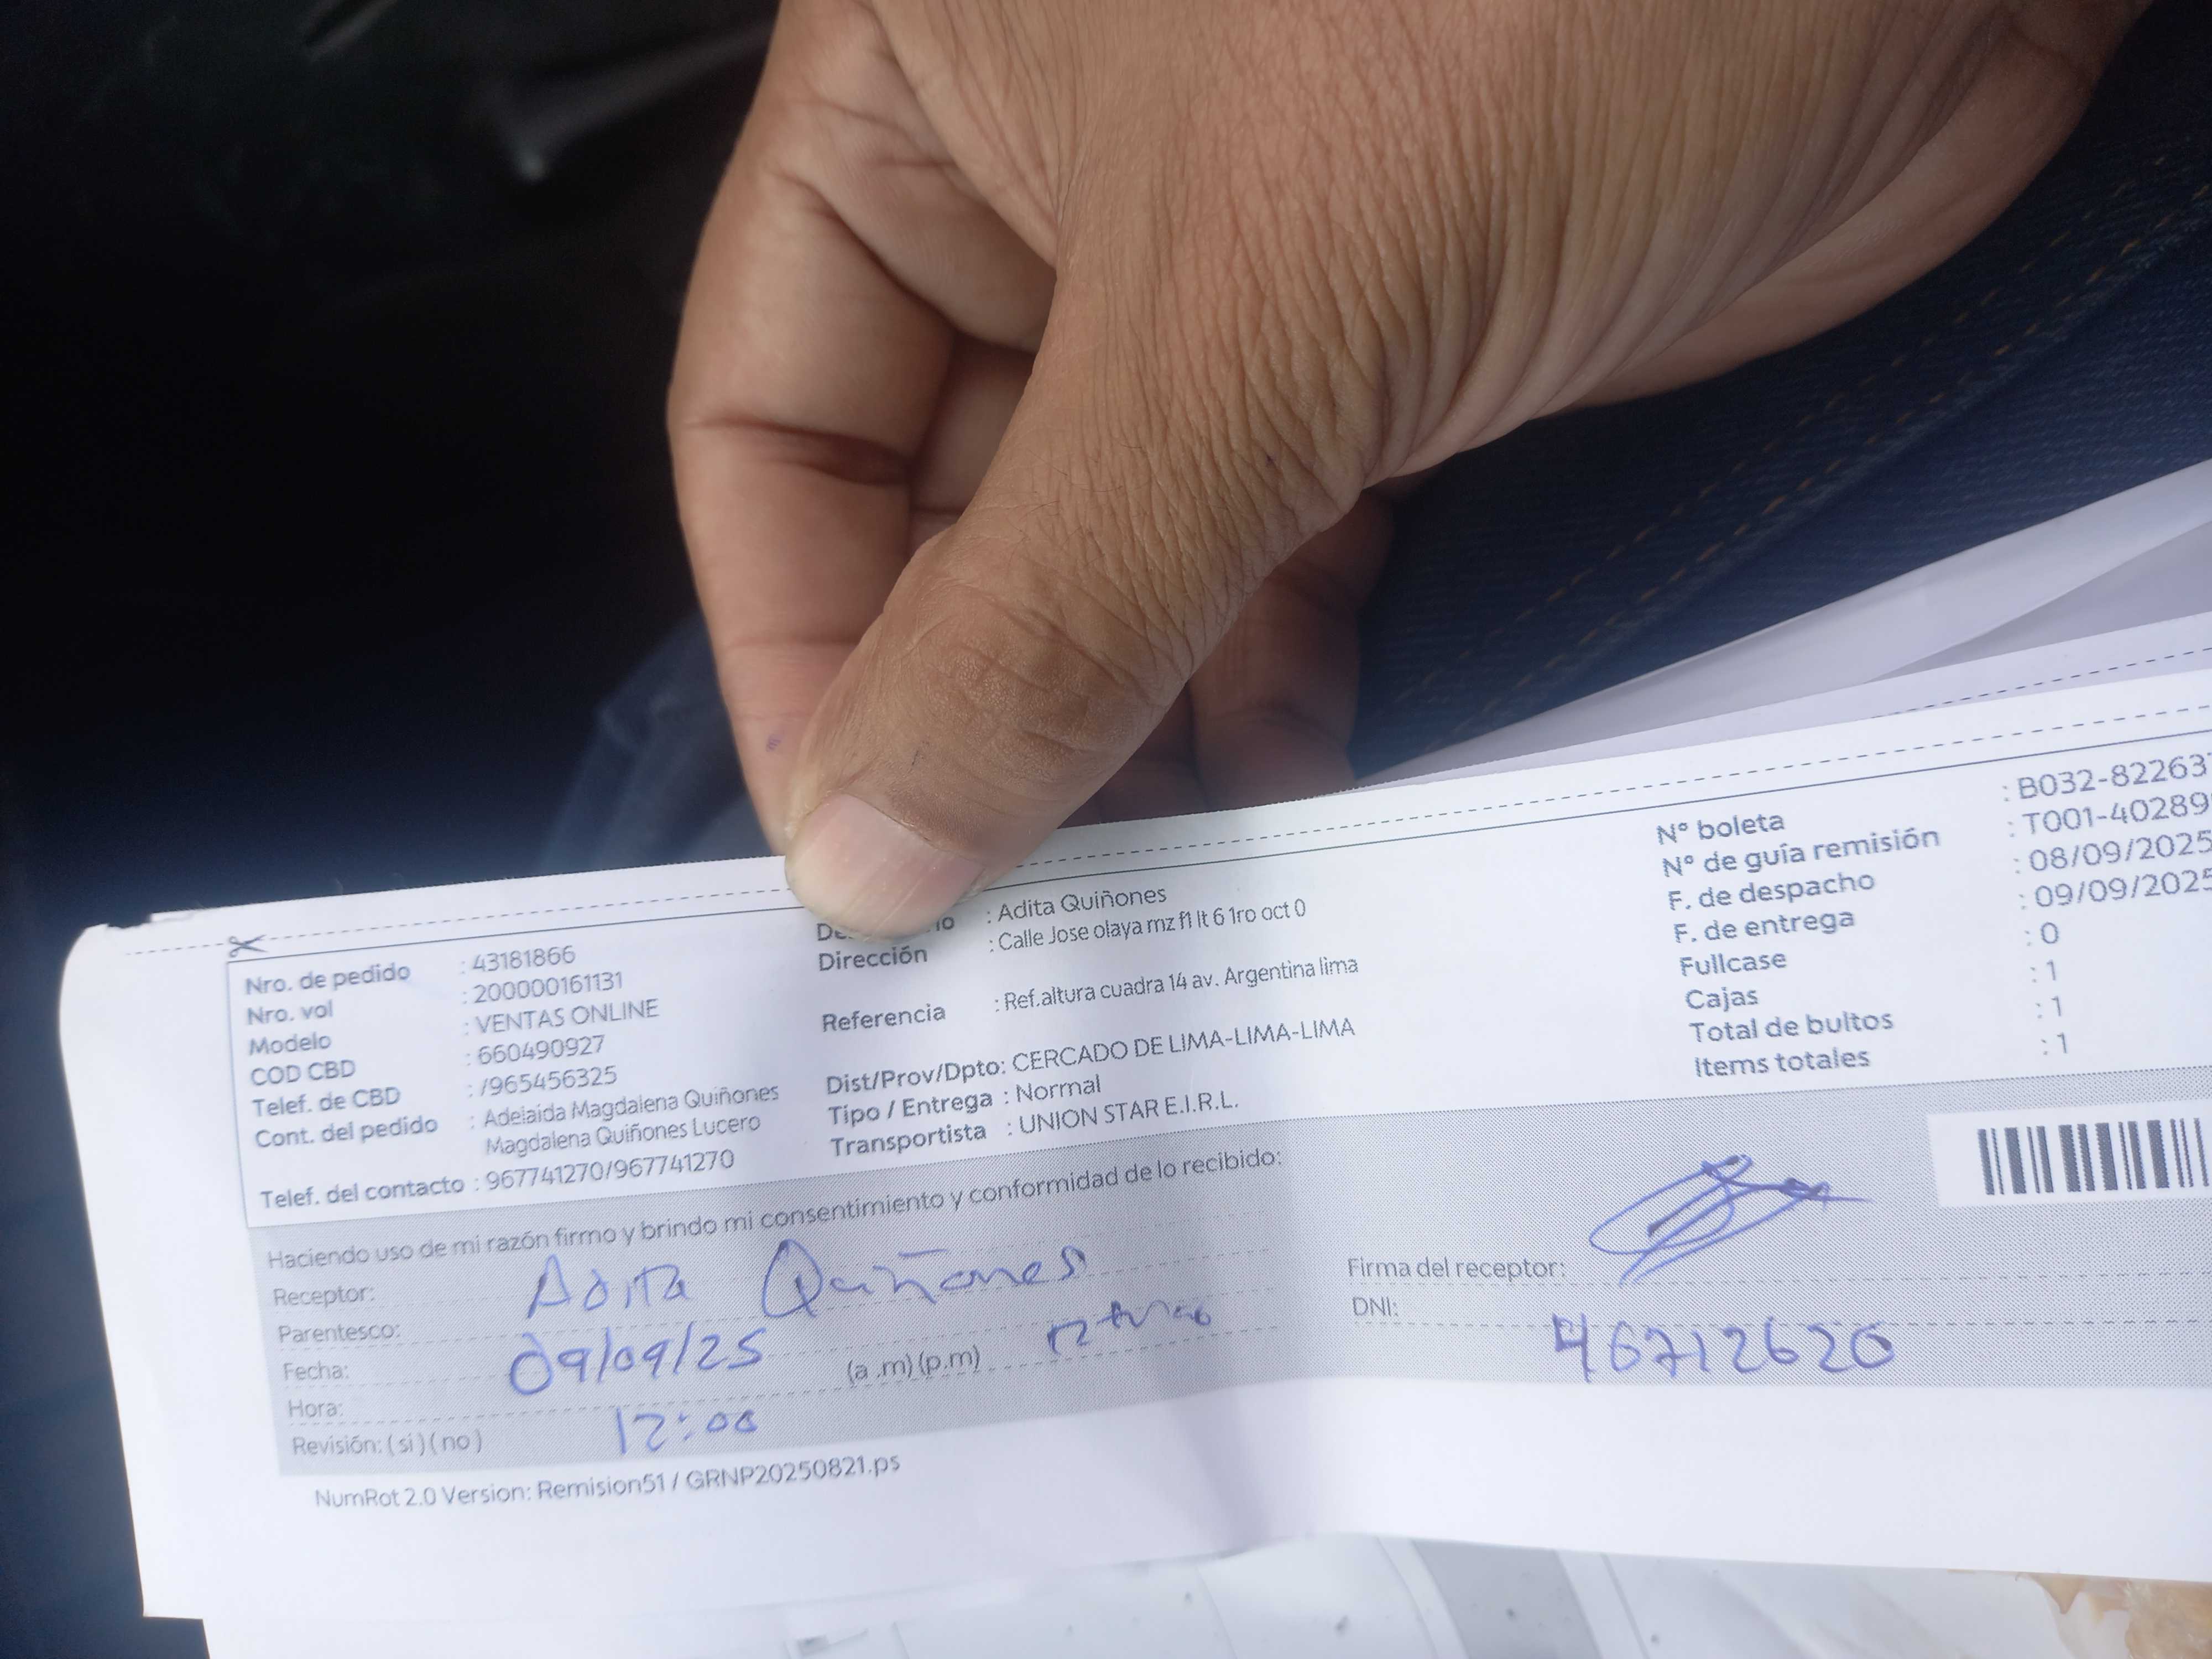 Nro. de pedido : 43181866
Nro. vol : 200000161131
Modelo : VENTAS ONLINE
COD CBD : 660490927
Telef. de CBD : /965456325
Cont. del pedido : Adelaida Magdalena Quiñones
Magdalena Quiñones Lucero
Telef. del contacto : 967741270/967741270
: Adita Quiñones
Dirección : Calle Jose olaya mz f1 lt 6 1ro oct 0
Referencia : Ref.altura cuadra 14 av. Argentina lima
Dist/Prov/Dpto: CERCADO DE LIMA-LIMA-LIMA
Tipo / Entrega : Normal
Transportista : UNION STAR E.I.R.L.
N° boleta : B032-82263
N° de guía remisión : T001-40289
F. de despacho : 08/09/2025
F. de entrega : 09/09/2025
Fullcase : 0
Cajas : 1
Total de bultos : 1
Items totales : 1
Haciendo uso de mi razón firmo y brindo mi consentimiento y conformidad de lo recibido:
Receptor: Adita Quiñones
Parentesco:
Fecha: 09/09/25 (a .m) (p.m)
Hora: 12:00
Revisión: ( si ) ( no )
Firma del receptor:
DNI: 46712620
NumRot 2.0 Version: Remision51 / GRNP20250821.ps